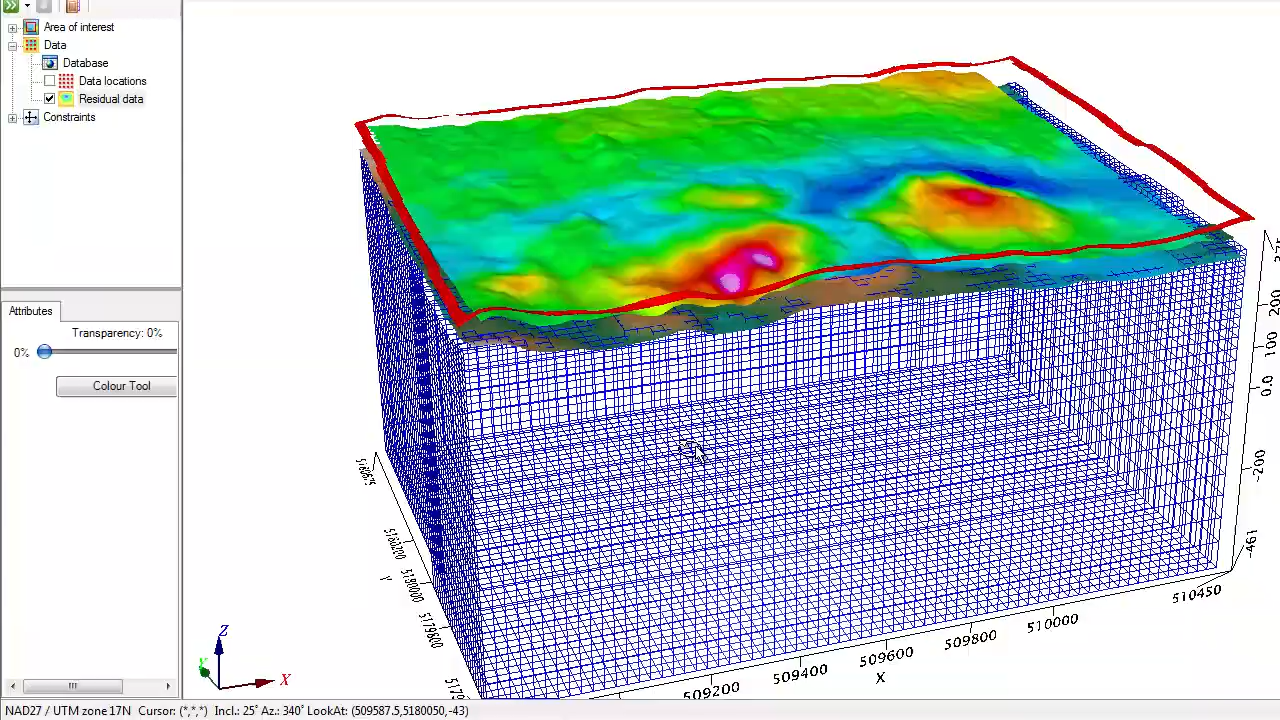 Area of interest
Data
Database
Data locations
Residual data
Constraints
Attributes
Transparency: 0%
0%
Colour Tool
200
100
0.0
-200
-461
5180200
5180000
5179800
Y
509200
509400
509600
509800
510000
510450
X
Z
Y
X
NAD27 / UTM zone 17N Cursor: (*,*,*) Incl.: 25° Az.: 340° LookAt: (509587.5,5180050,-43)